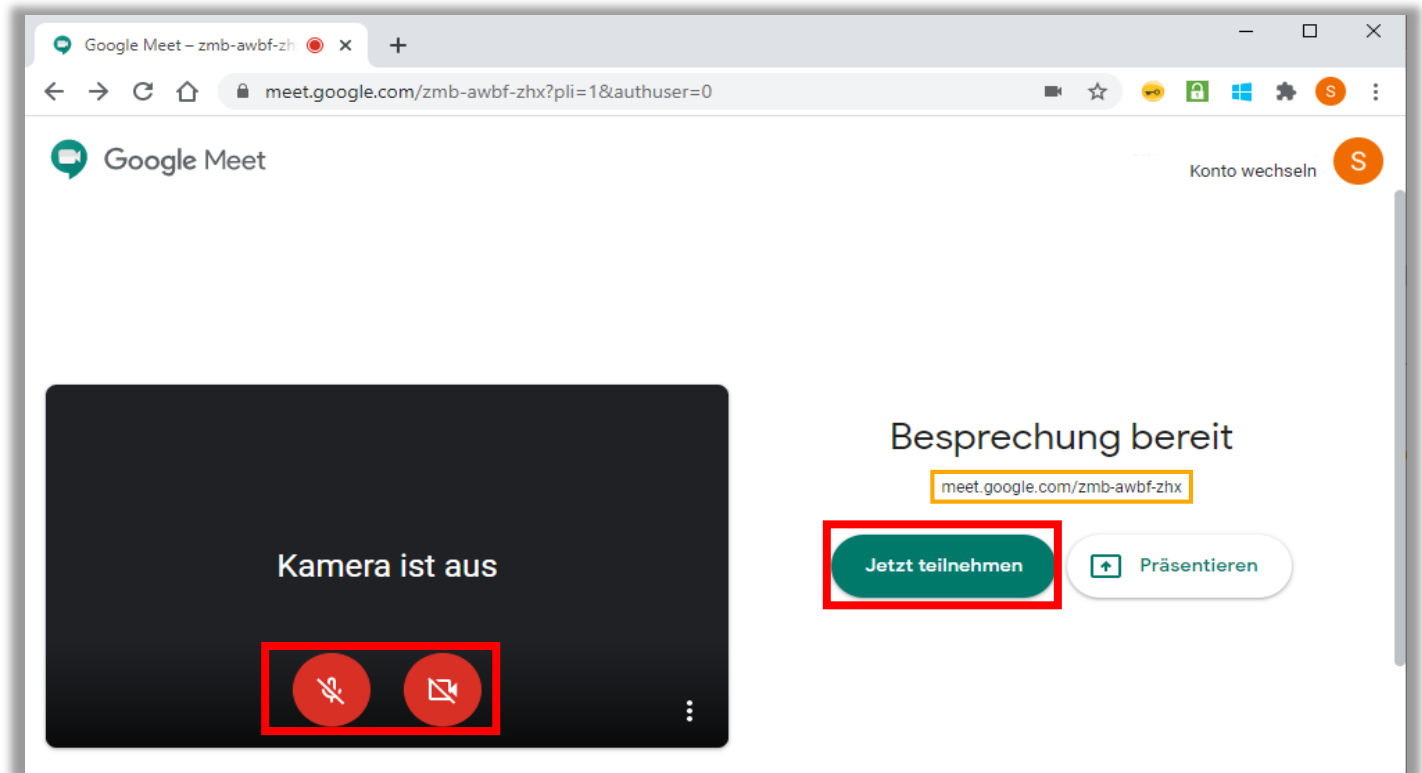 Google Meet – zmb-awbf-zh
meet.google.com/zmb-awbf-zhx?pli=1&authuser=0
S
Google Meet
Konto wechseln
S
Besprechung bereit
meet.google.com/zmb-awbf-zhx
Kamera ist aus
Jetzt teilnehmen
Präsentieren